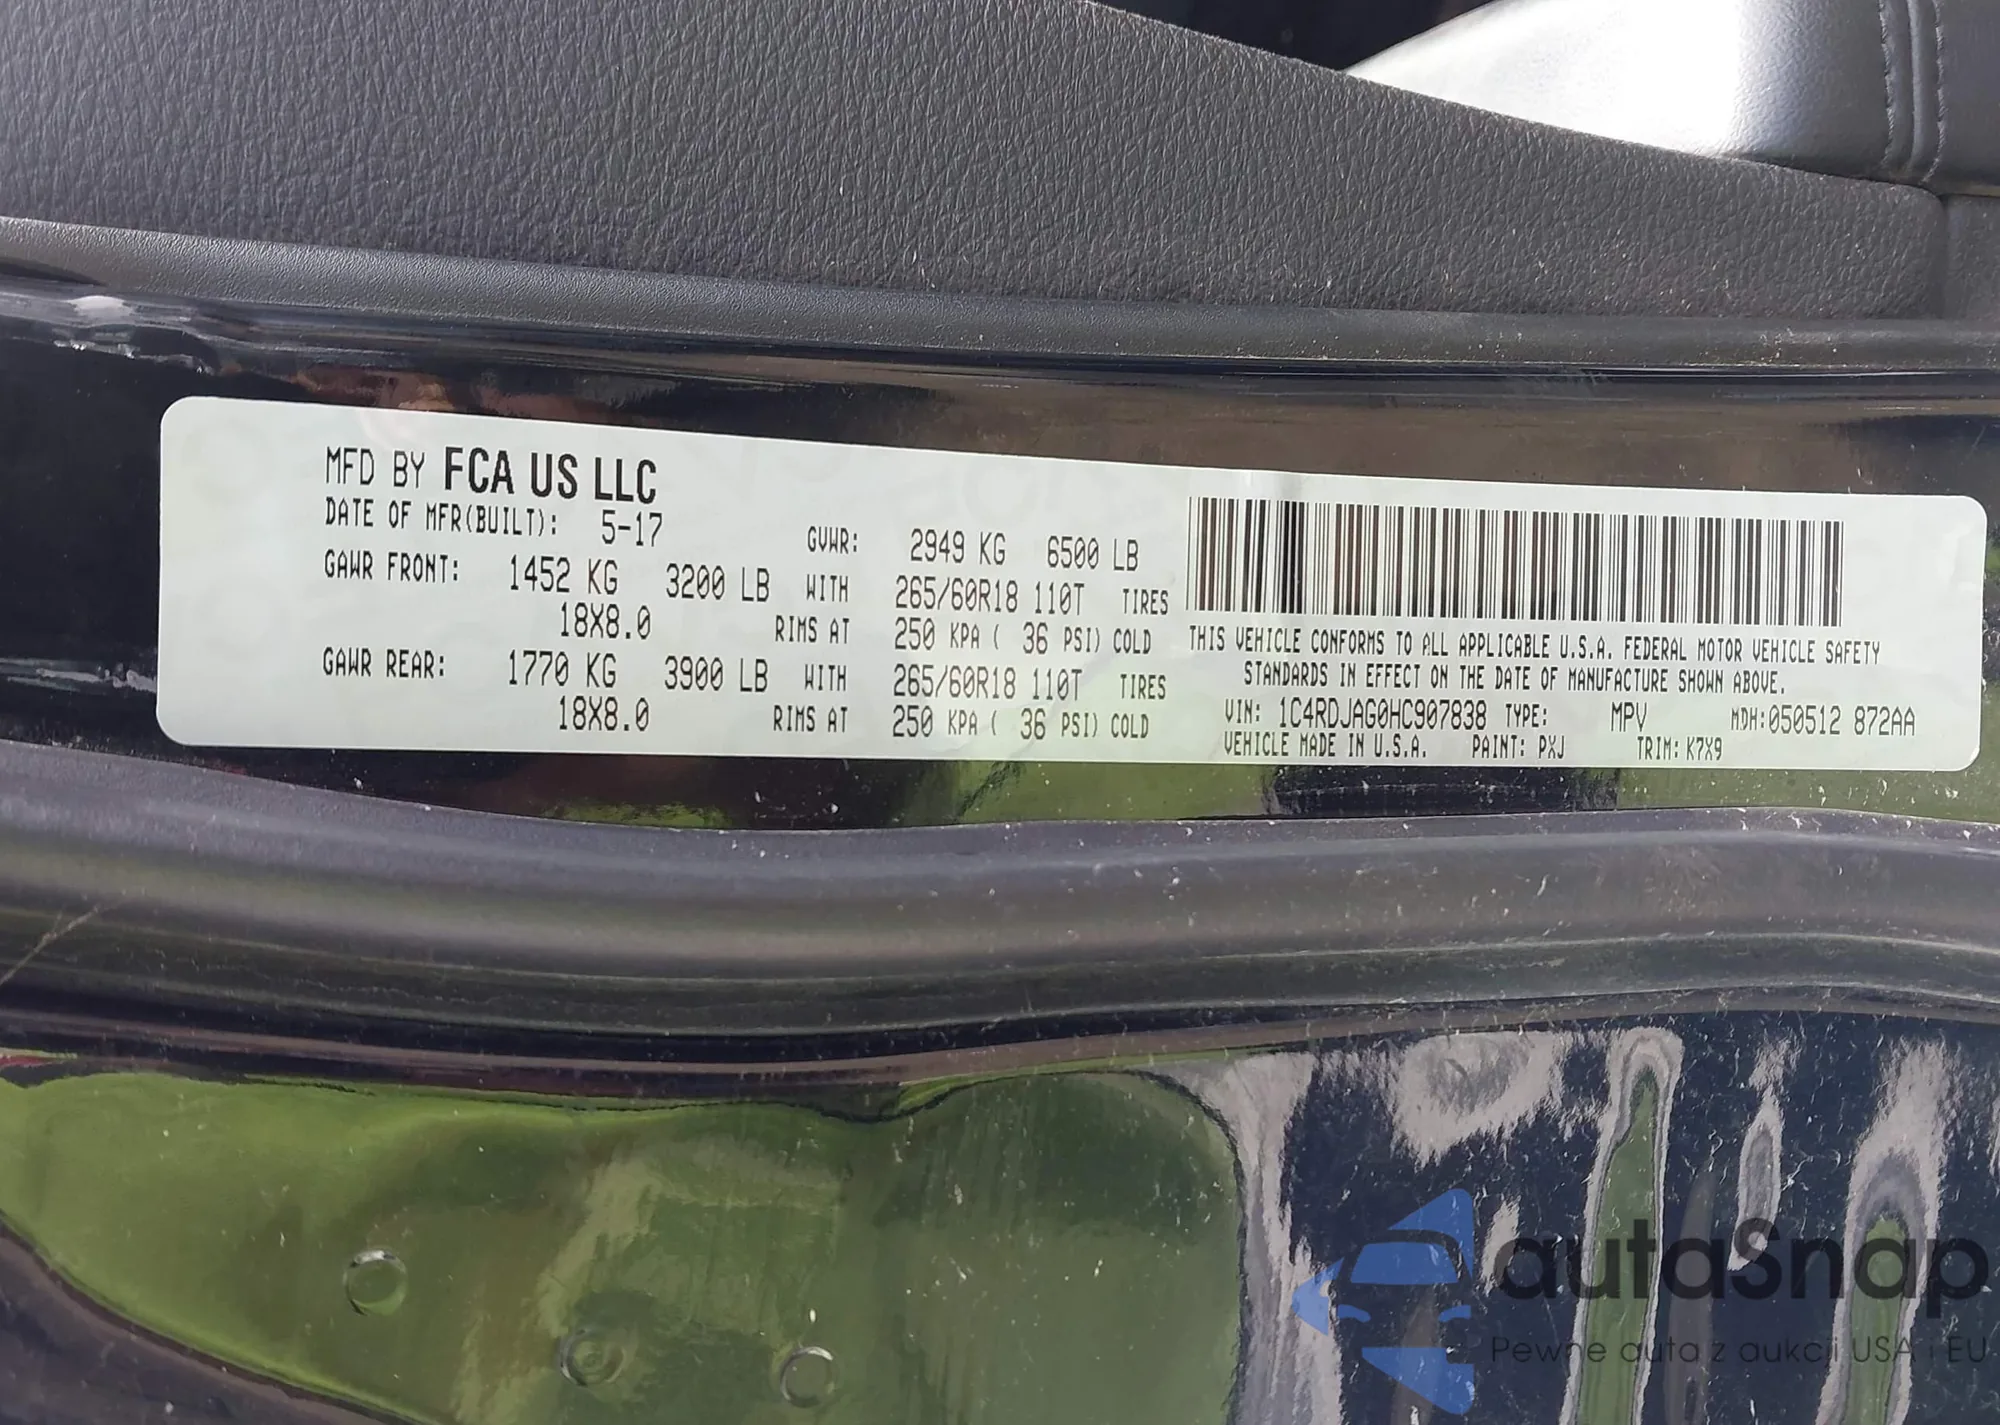 MFD BY FCA US LLC
DATE OF MFR(BUILT): 5-17 GVWR: 2949 KG 6500 LB
GAWR FRONT: 1452 KG 3200 LB WITH 265/60R18 110T TIRES
18X8.0 RIMS AT 250 KPA ( 36 PSI) COLD
GAWR REAR: 1770 KG 3900 LB WITH 265/60R18 110T TIRES
18X8.0 RIMS AT 250 KPA ( 36 PSI) COLD
THIS VEHICLE CONFORMS TO ALL APPLICABLE U.S.A. FEDERAL MOTOR VEHICLE SAFETY
STANDARDS IN EFFECT ON THE DATE OF MANUFACTURE SHOWN ABOVE.
VIN: 1C4RDJAG0HC907838 TYPE: MPV MDH:050512 872AA
VEHICLE MADE IN U.S.A. PAINT: PXJ TRIM: K7X9
autaSnap
Pewne auta z aukcji USA i EU